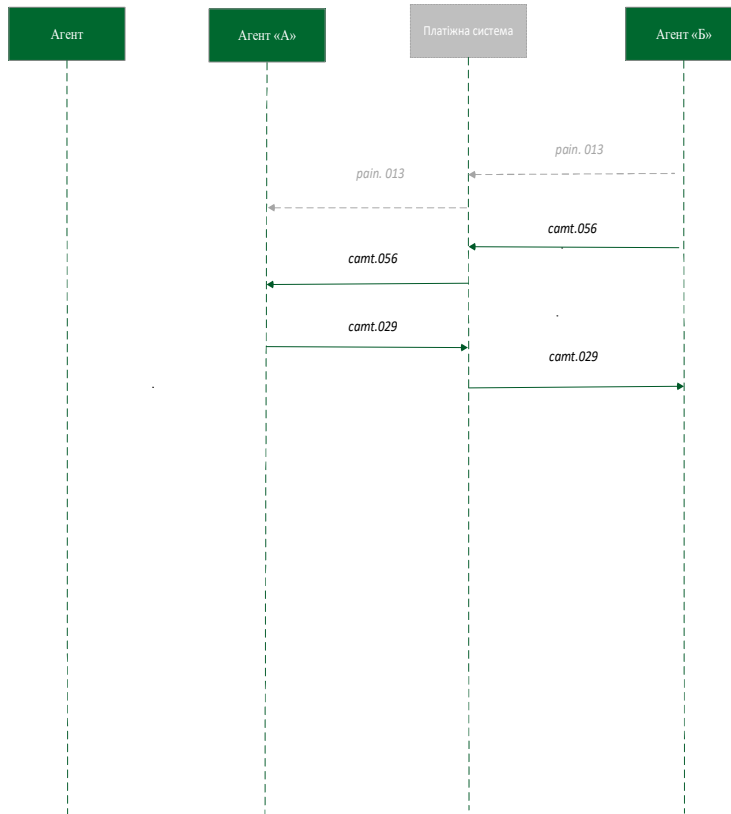 Агент
Агент «А»
Платіжна система
Агент «Б»
pain. 013
pain. 013
camt.056
camt.056
camt.029
camt.029